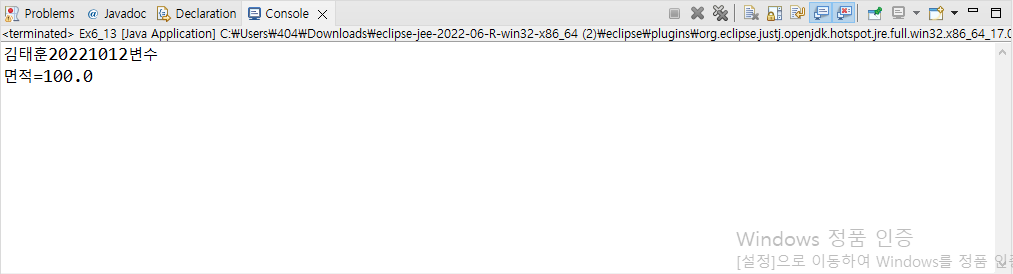 Problems @ Javadoc Declaration Console
<terminated> Ex6_13 [Java Application] C:₩Users₩404₩Downloads₩eclipse-jee-2022-06-R-win32-x86_64 (2)₩eclipse₩plugins₩org.eclipse.justj.openjdk.hotspot.jre.full.win32.x86_64_17.0
김태훈20221012변수
면적=100.0
Windows 정품 인증
[설정]으로 이동하여 Windows를 정품 인증